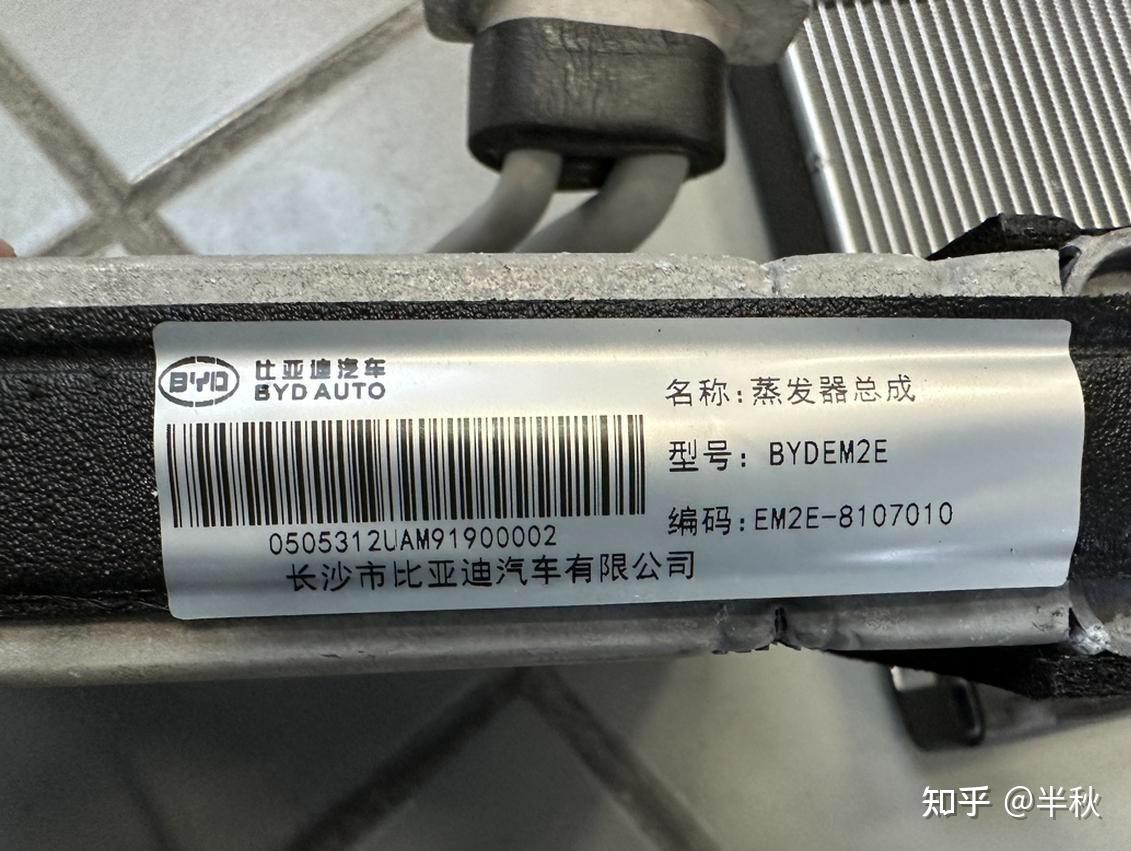 BYD
比亚迪汽车
BYD AUTO
0505312UAM91900002
长沙市比亚迪汽车有限公司
名称:蒸发器总成
型号: BYDEM2E
编码:EM2E-8107010
知乎 @半秋